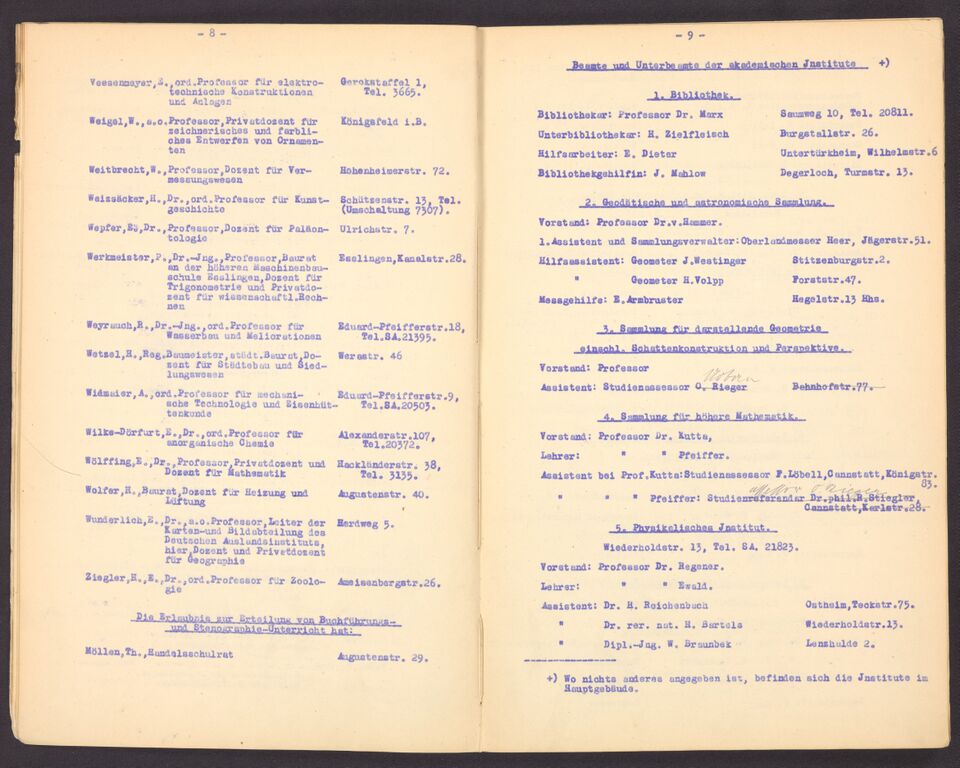 - 8 -
Veesenmeyer,E.,ord.Professor für elektro- Gerokstaffel 1,
technische Konstruktionen Tel. 3665.
und Anlagen
Weigel,W.,a.o.Professor,Privatdozent für Königsfeld i.B.
zeichnerisches und farbli-
ches Entwerfen von Ornamen-
ten
Weitbrecht,W.,Professor,Dozent für Ver- Hohenheimerstr. 72.
messungswesen
Weizsäcker,H.,Dr.,ord.Professor für Kunst- Schützenstr. 13, Tel.
geschichte (Umschaltung 7307).
Wepfer,E,Dr.,Professor,Dozent für Paläon- Ulrichstr. 7.
tologie
Werkmeister,P.,Dr.-Jng.,Professor,Baurat Esslingen,Kanalstr.28.
an der höheren Maschinenbau-
schule Esslingen,Dozent für
Trigonometrie und Privatdo-
zent für wissenschaftl.Rech-
nen
Weyrauch,R.,Dr.-Jng.,ord.Professor für Eduard-Pfeifferstr.18,
Wasserbau und Meliorationen Tel.SA.21395.
Wetzel,H.,Reg.Baumeister,städt.Baurat,Do- Werastr. 46
zent für Städtebau und Sied-
lungswesen
Widmaier,A.,ord.Professor für mechani- Eduard-Pfeifferstr.9,
sche Technologie und Eisenhüt- Tel.SA.20503.
tenkunde
Wilke-Dörfurt,E.,Dr.,ord.Professor für Alexanderstr.107,
anorganische Chemie Tel.20372.
Wölffing,E.,Dr.,Professor,Privatdozent und Hackländerstr. 38,
Dozent für Mathematik Tel. 3135.
Wolfer,H.,Baurat,Dozent für Heizung und Augustenstr. 40.
Lüftung
Wunderlich,E.,Dr.,a.o.Professor,Leiter der Herdweg 5.
Karten-und Bildabteilung des
Deutschen Auslandsinstituts,
hier,Dozent und Privatdozent
für Geographie
Ziegler,H.,E.,Dr.,ord.Professor für Zoolo- Ameisenbergstr.26.
gie
Die Erlaubnis zur Erteilung von Buchführungs-
und Stenographie-Unterricht hat:
Möllen,Th.,Handelsschulrat Augustenstr. 29.
- 9 -
Beamte und Unterbeamte der akademischen Jnstitute +)
1. Bibliothek.
Bibliothekar: Professor Dr. Marx Saumweg 10, Tel. 20811.
Unterbibliothekar: H. Zielfleisch Burgstallstr. 26.
Hilfsarbeiter: E. Dieter Untertürkheim, Wilhelmstr.6
Bibliothekgehilfin: J. Mahlow Degerloch, Turmstr. 13.
2. Geodätische und astronomische Sammlung.
Vorstand: Professor Dr.v.Hammer.
1.Assistent und Sammlungsverwalter:Oberlandmesser Heer, Jägerstr.51.
Hilfsassistent: Geometer J.Westinger Stitzenburgstr.2.
" Geometer H.Volpp Forststr.47.
Messgehilfe: E.Armbruster Hegelstr.13 Hhs.
3. Sammlung für darstellende Geometrie
einschl. Schattenkonstruktion und Perspektive.
Vorstand: Professor
Assistent: Studienassessor O. Rieger Bahnhofstr.77.
4. Sammlung für höhere Mathematik.
Vorstand: Professor Dr. Kutta,
Lehrer: " " Pfeiffer.
Assistent bei Prof.Kutta:Studienassessor F.Löbell,Cannstatt,Königstr.
83.
" " " Pfeiffer: Studienreferendar Dr.phil.R.Stiegler,
Cannstatt,Karlstr.28.
5. Physikalisches Jnstitut.
Wiederholdstr. 13, Tel. SA. 21823.
Vorstand: Professor Dr. Regener.
Lehrer: " " Ewald.
Assistent: Dr. H. Reichenbach Ostheim,Teckstr.75.
" Dr. rer. nat. H. Bartels Wiederholdstr.13.
" Dipl.-Jng. W. Braunbek Lenzhalde 2.
+) Wo nichts anderes angegeben ist, befinden sich die Jnstitute im
Hauptgebäude.